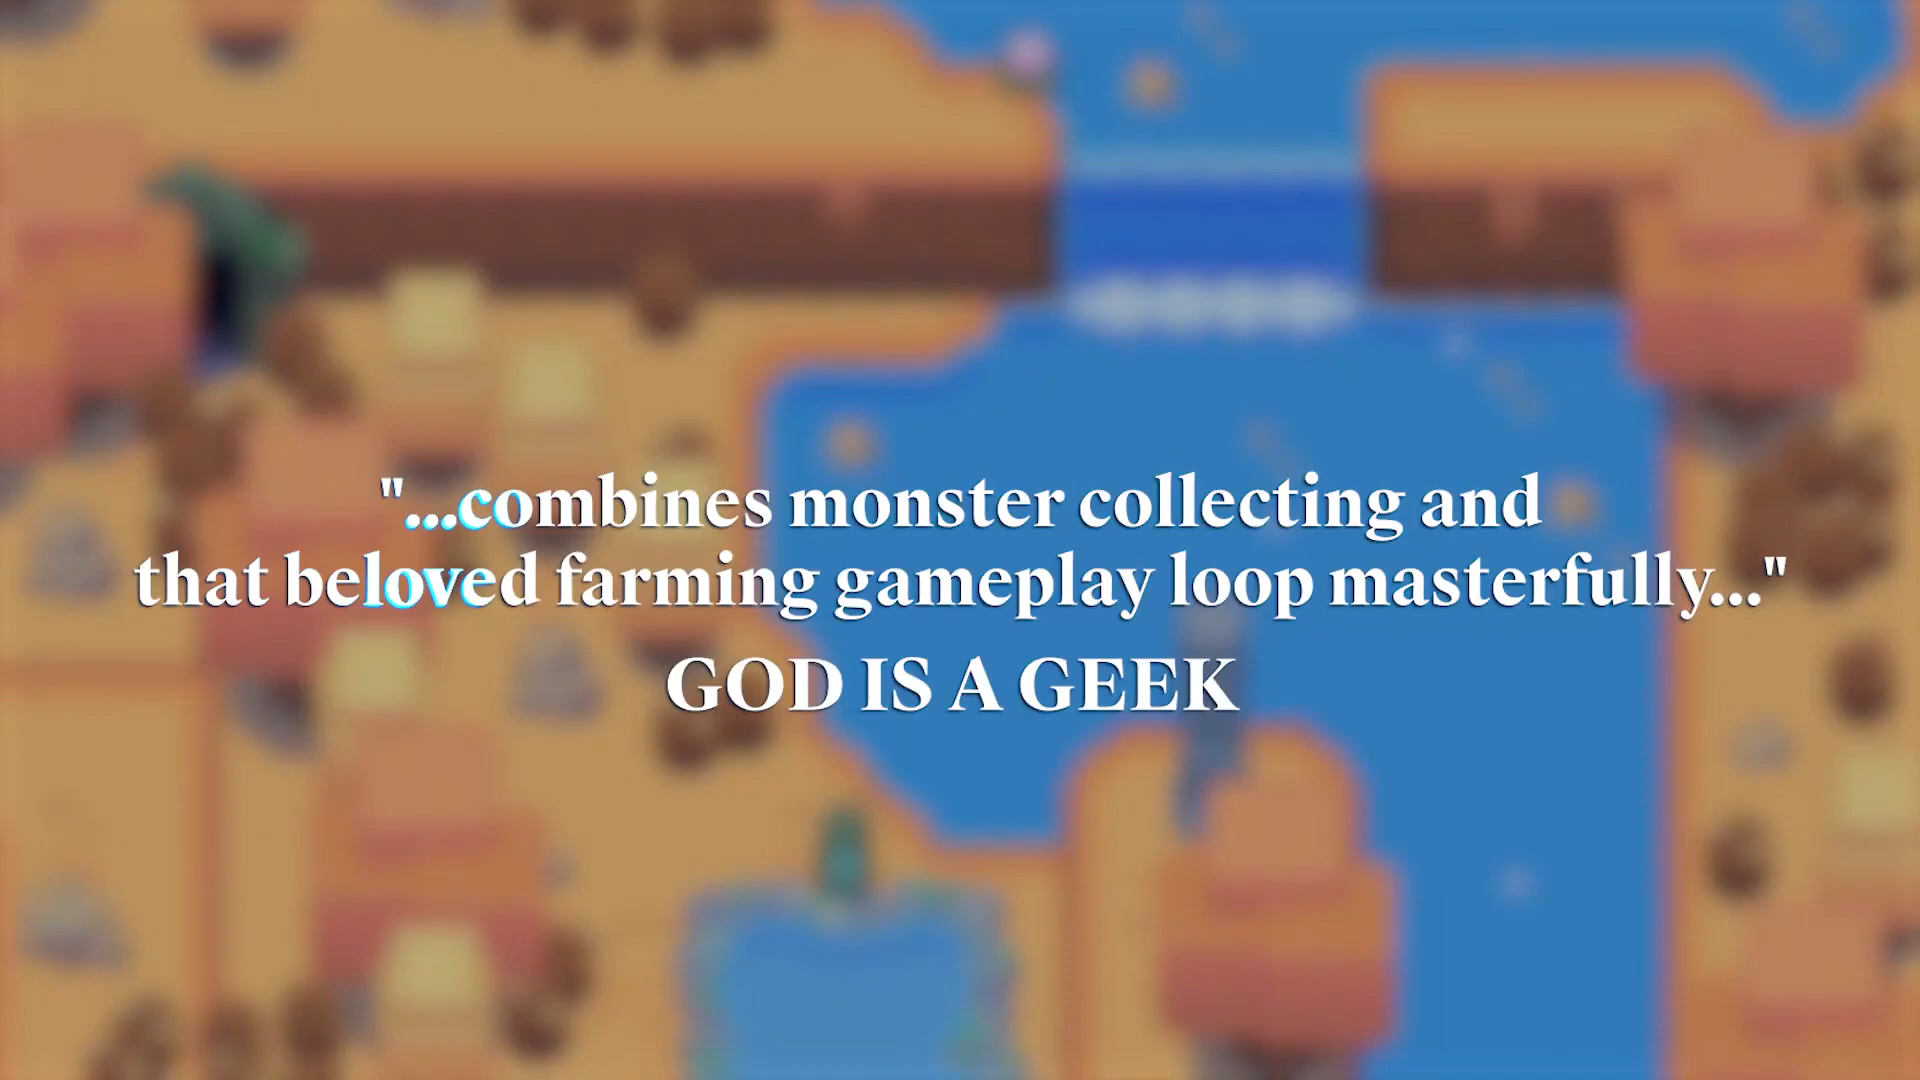 "...combines monster collecting and
that beloved farming gameplay loop masterfully..."
GOD IS A GEEK